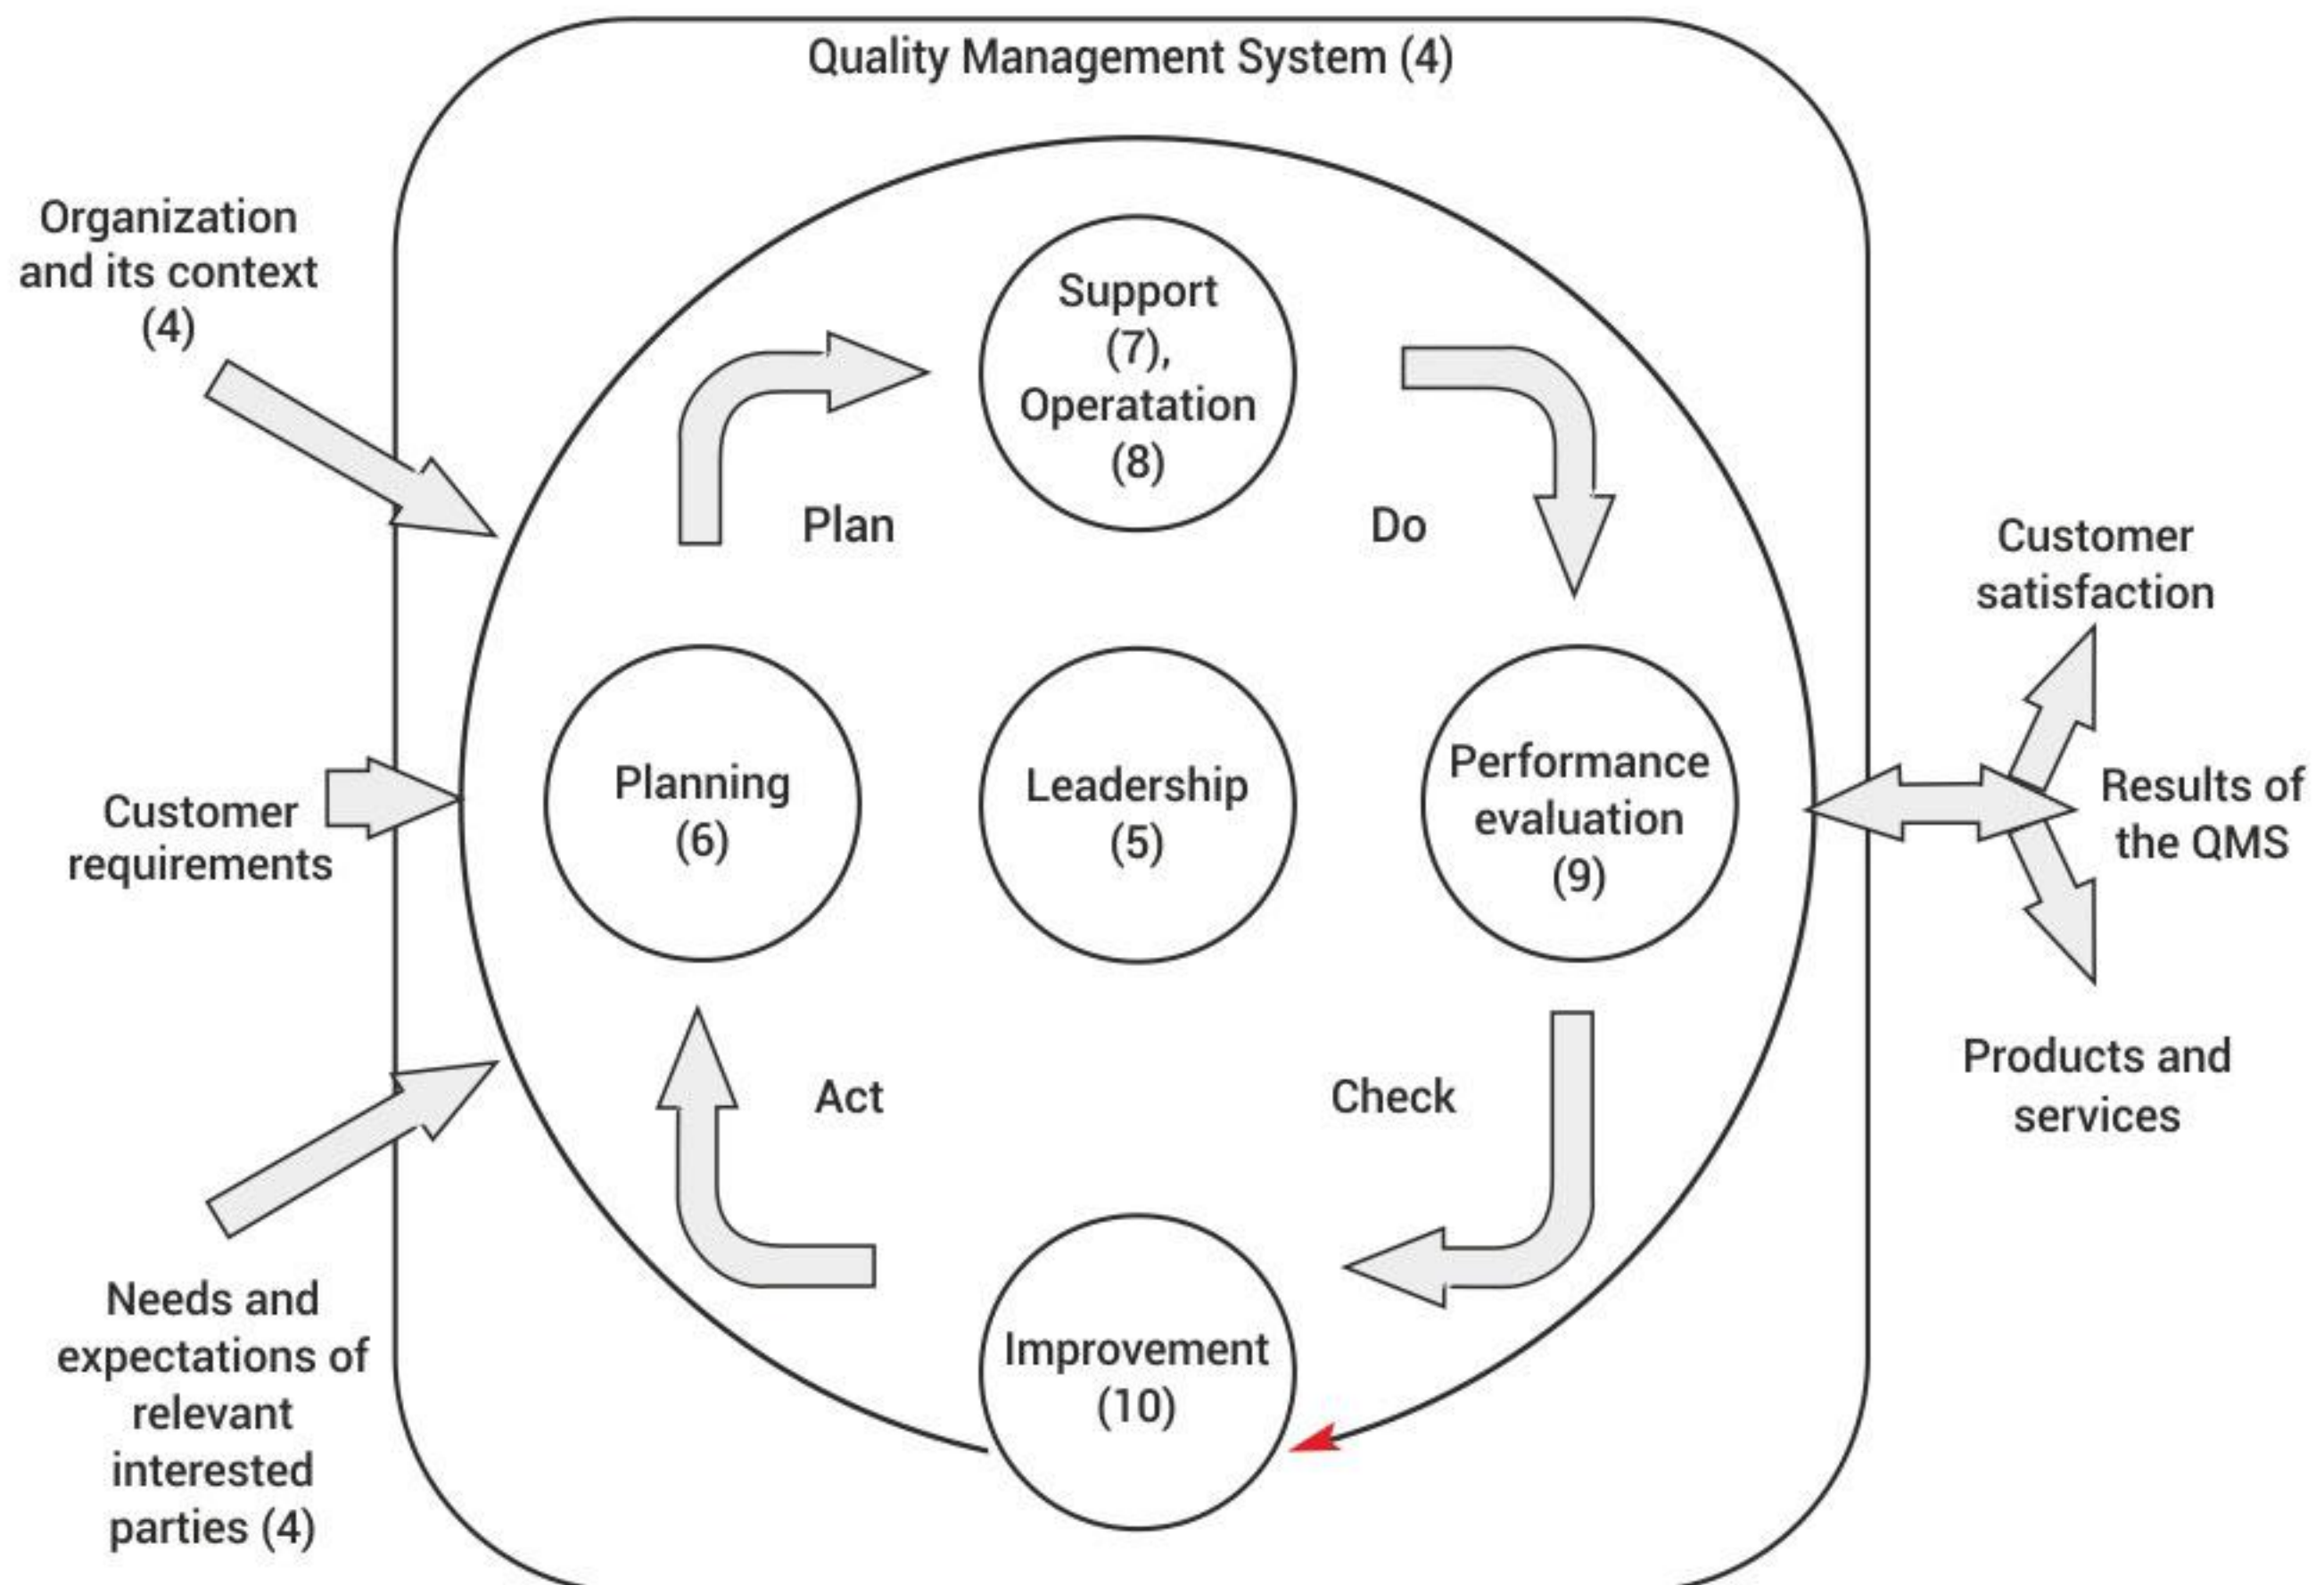 Quality Management System (4)
Organization
and its context
(4)
Support
(7),
Operatation
(8)
Plan
Do
Customer
satisfaction
Customer
requirements
Planning
(6)
Leadership
(5)
Performance
evaluation
(9)
Results of
the QMS
Act
Check
Products and
services
Needs and
expectations of
relevant
interested
parties (4)
Improvement
(10)